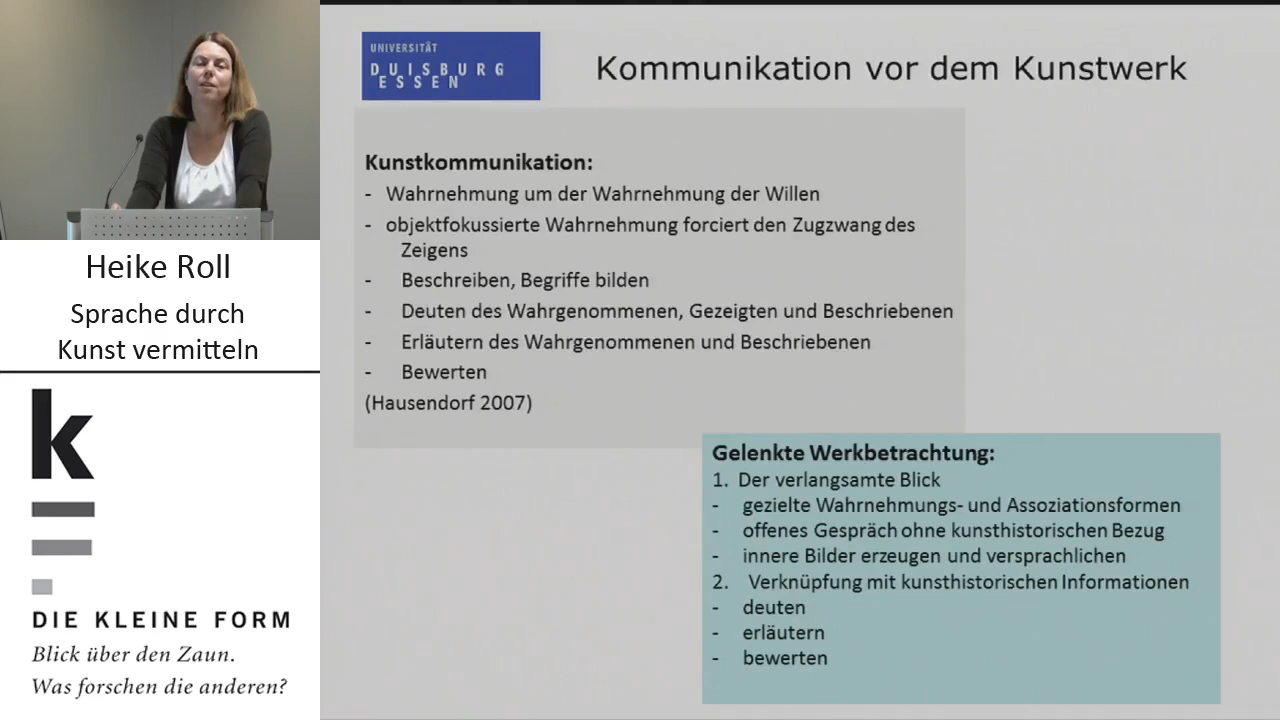 Heike Roll
Sprache durch
Kunst vermitteln
k
DIE KLEINE FORM
Blick über den Zaun.
Was forschen die anderen?
UNIVERSITÄT
DUISBURG
ESSEN
Kommunikation vor dem Kunstwerk
Kunstkommunikation:
- Wahrnehmung um der Wahrnehmung der Willen
- objektfokussierte Wahrnehmung forciert den Zugzwang des
Zeigens
- Beschreiben, Begriffe bilden
- Deuten des Wahrgenommenen, Gezeigten und Beschriebenen
- Erläutern des Wahrgenommenen und Beschriebenen
- Bewerten
(Hausendorf 2007)
Gelenkte Werkbetrachtung:
1. Der verlangsamte Blick
- gezielte Wahrnehmungs- und Assoziationsformen
- offenes Gespräch ohne kunsthistorischen Bezug
- innere Bilder erzeugen und versprachlichen
2. Verknüpfung mit kunsthistorischen Informationen
- deuten
- erläutern
- bewerten